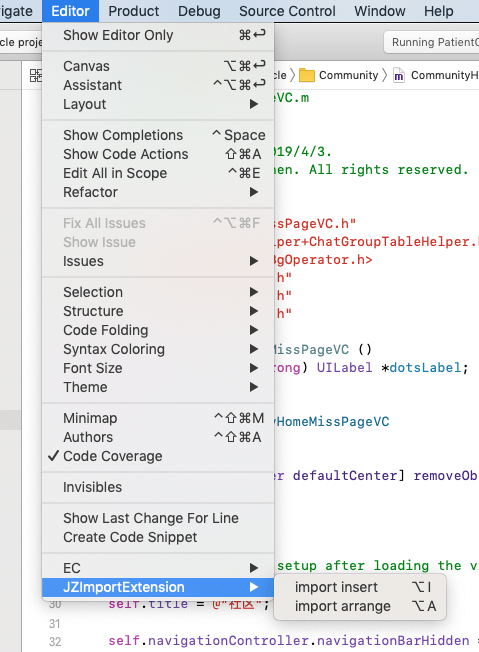 igate Editor Product Debug Source Control Window Help
Show Editor Only ⌘↩
cle proje
Running PatientC
Canvas ⌥⌘↩
cle 〉 Community 〉 m CommunityH
Assistant ^⌥⌘↩
Layout ▶
eVC.m
Show Completions ^Space
Show Code Actions ⇧⌘A
019/4/3.
Edit All in Scope ^⌘E
en. All rights reserved.
Refactor ▶
Fix All Issues ^⌥⌘F
ssPageVC.h"
Show Issue
lper+ChatGroupTableHelper.h
Issues ▶
gOperator.h>
h"
Selection ▶
h"
Structure ▶
h"
Code Folding ▶
Syntax Coloring ▶
MissPageVC ()
Font Size ▶
rong) UILabel *dotsLabel;
Theme ▶
Minimap ^⇧⌘M
yHomeMissPageVC
Authors ^⇧⌘A
✓ Code Coverage
er defaultCenter] removeOb
Invisibles
Show Last Change For Line
Create Code Snippet
EC ▶
setup after loading the v
JZImportExtension ▶
import insert ⌥I
30 self.title = @"社区";
import arrange ⌥A
31
32 self.navigationController.navigationBarHidden =